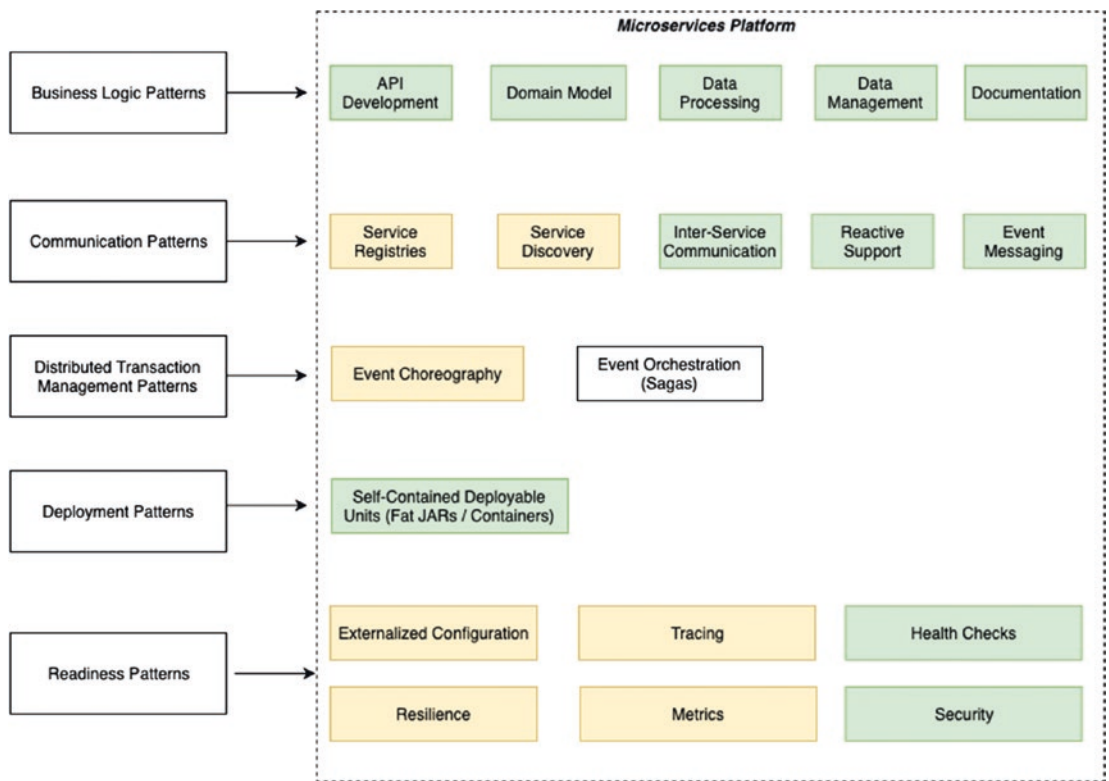 Microservices Platform
Business Logic Patterns
API
Development
Domain Model
Data
Processing
Data
Management
Documentation
Communication Patterns
Service
Registries
Service
Discovery
Inter-Service
Communication
Reactive
Support
Event
Messaging
Distributed Transaction
Management Patterns
Event Choreography
Event Orchestration
(Sagas)
Deployment Patterns
Self-Contained Deployable
Units (Fat JARs / Containers)
Readiness Patterns
Externalized Configuration
Tracing
Health Checks
Resilience
Metrics
Security